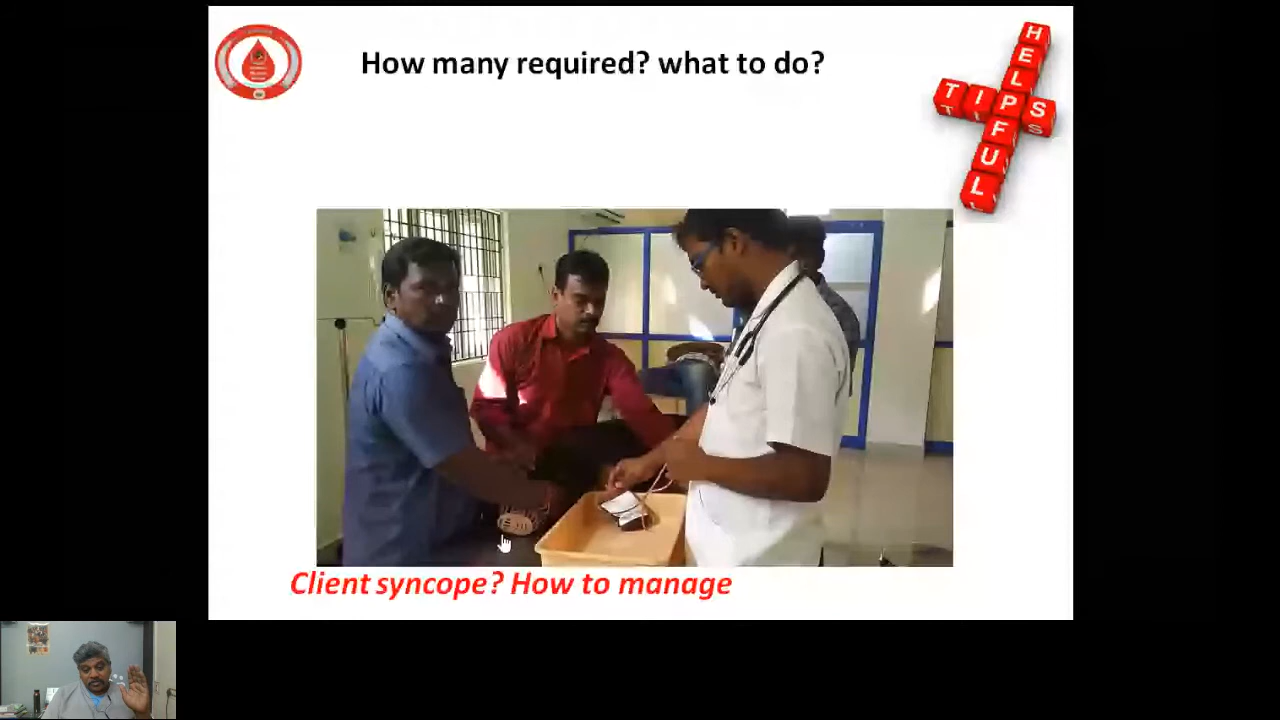 How many required? what to do?
HELPFUL
TIPS
Client syncope? How to manage